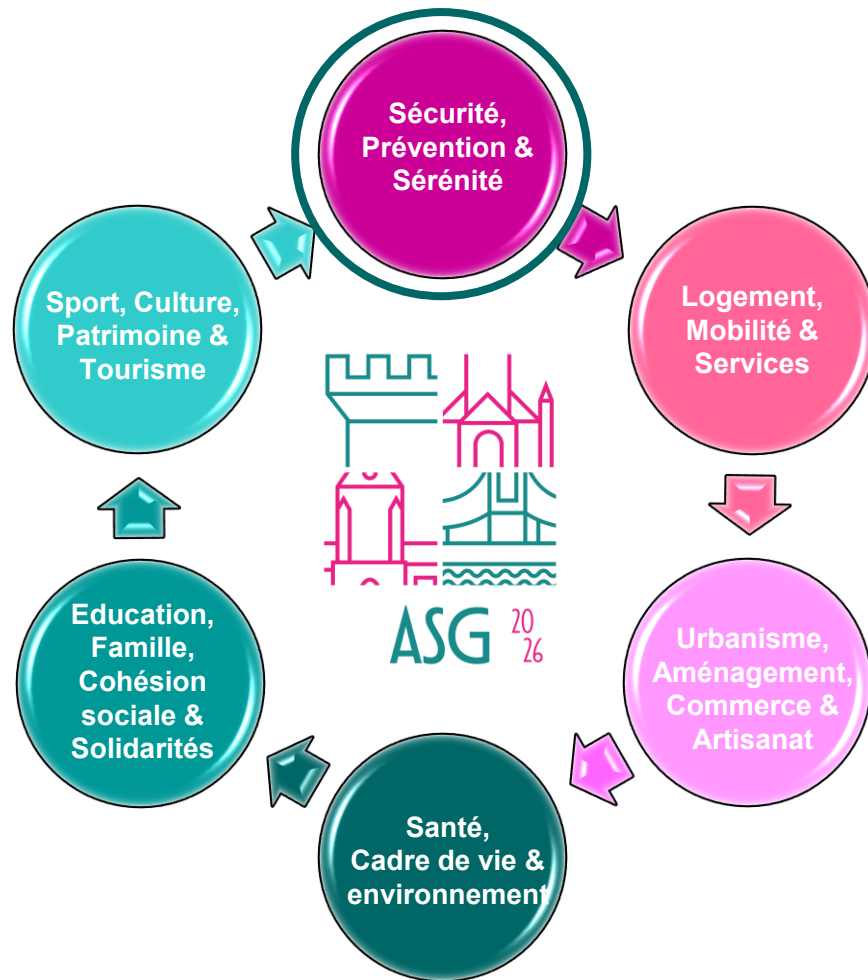 Sécurité,
Prévention &
Sérénité
Logement,
Mobilité &
Services
Urbanisme,
Aménagement,
Commerce &
Artisanat
Santé,
Cadre de vie &
environnement
Education,
Famille,
Cohésion
sociale &
Solidarités
Sport, Culture,
Patrimoine &
Tourisme
ASG 20
26